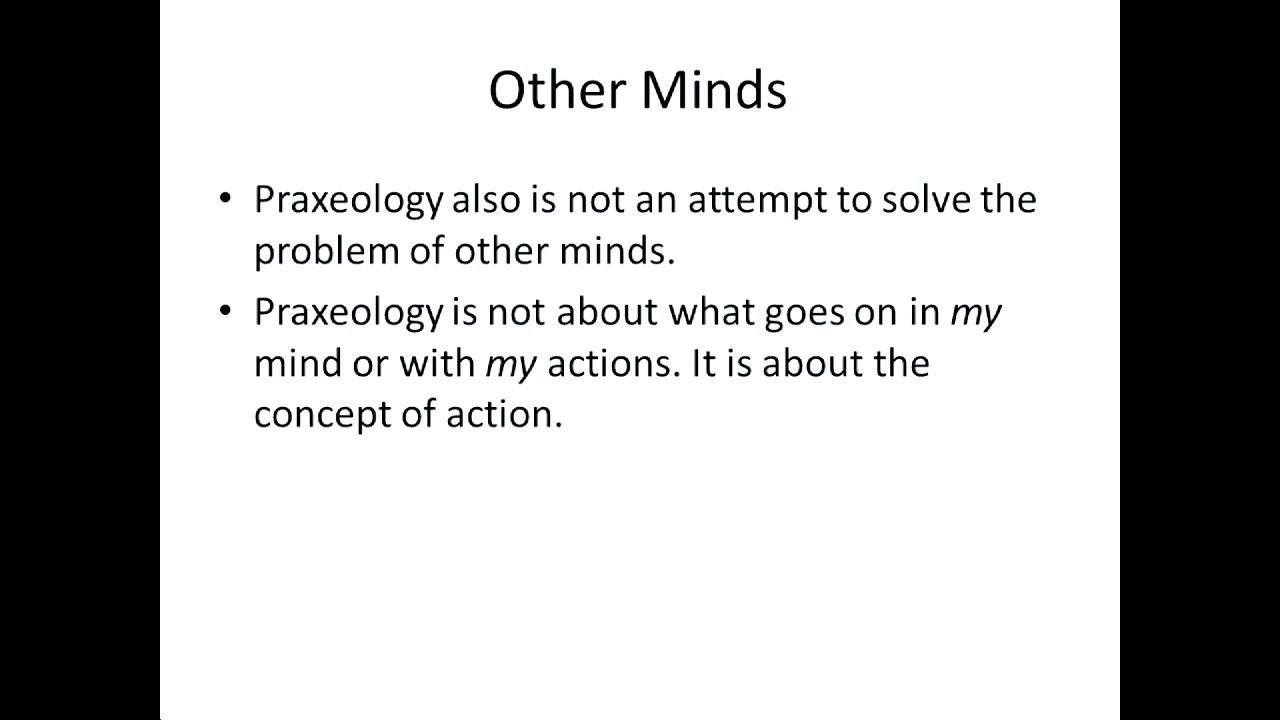 Other Minds
• Praxeology also is not an attempt to solve the
problem of other minds.
• Praxeology is not about what goes on in my
mind or with my actions. It is about the
concept of action.